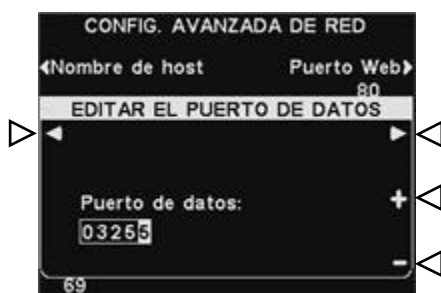 CONFIG. AVANZADA DE RED
Nombre de host Puerto Web
80
EDITAR EL PUERTO DE DATOS
Puerto de datos:
03255
69